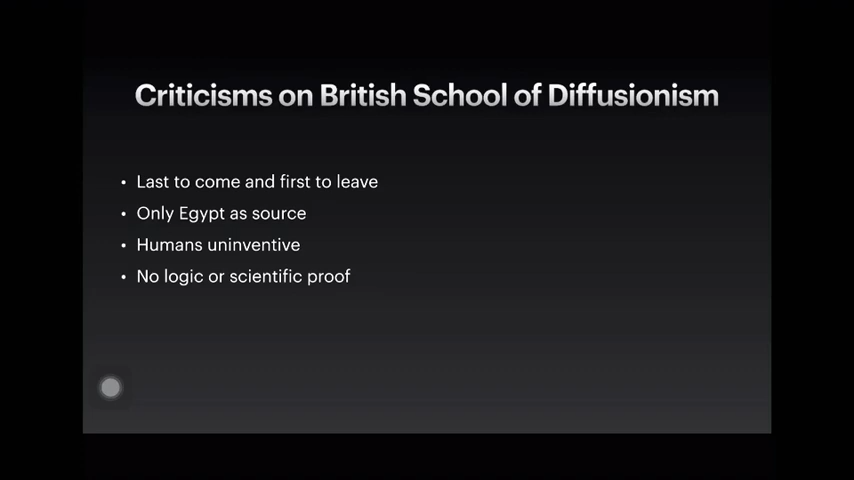 Criticisms on British School of Diffusionism
• Last to come and first to leave
• Only Egypt as source
• Humans uninventive
• No logic or scientific proof